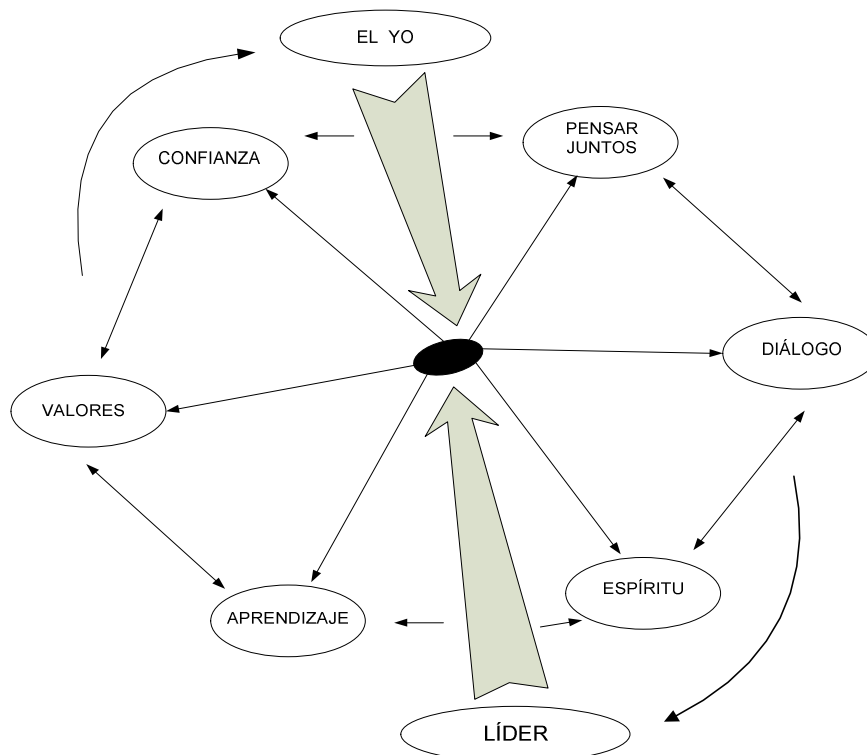 EL YO
PENSAR
JUNTOS
CONFIANZA
DIÁLOGO
VALORES
ESPÍRITU
APRENDIZAJE
LÍDER